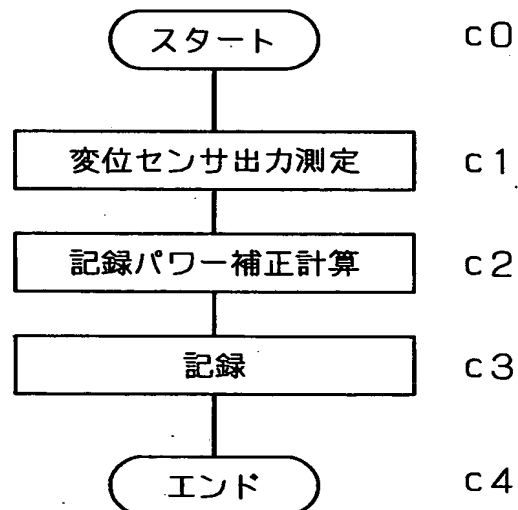 スタート c0
変位センサ出力測定 c1
記録パワー補正計算 c2
記録 c3
エンド c4